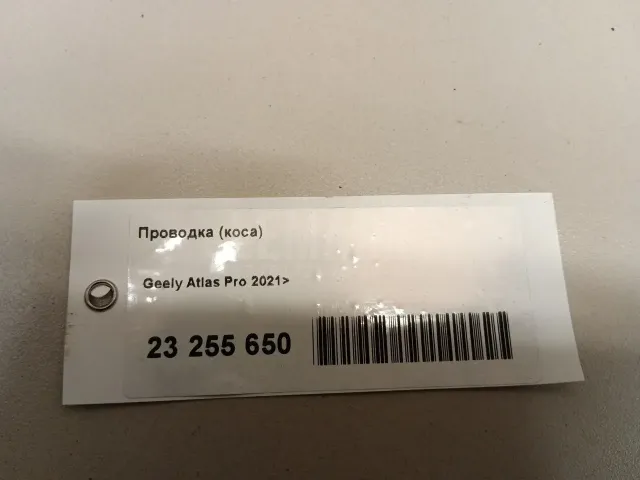 Проводка (коса)
Geely Atlas Pro 2021>
23 255 650